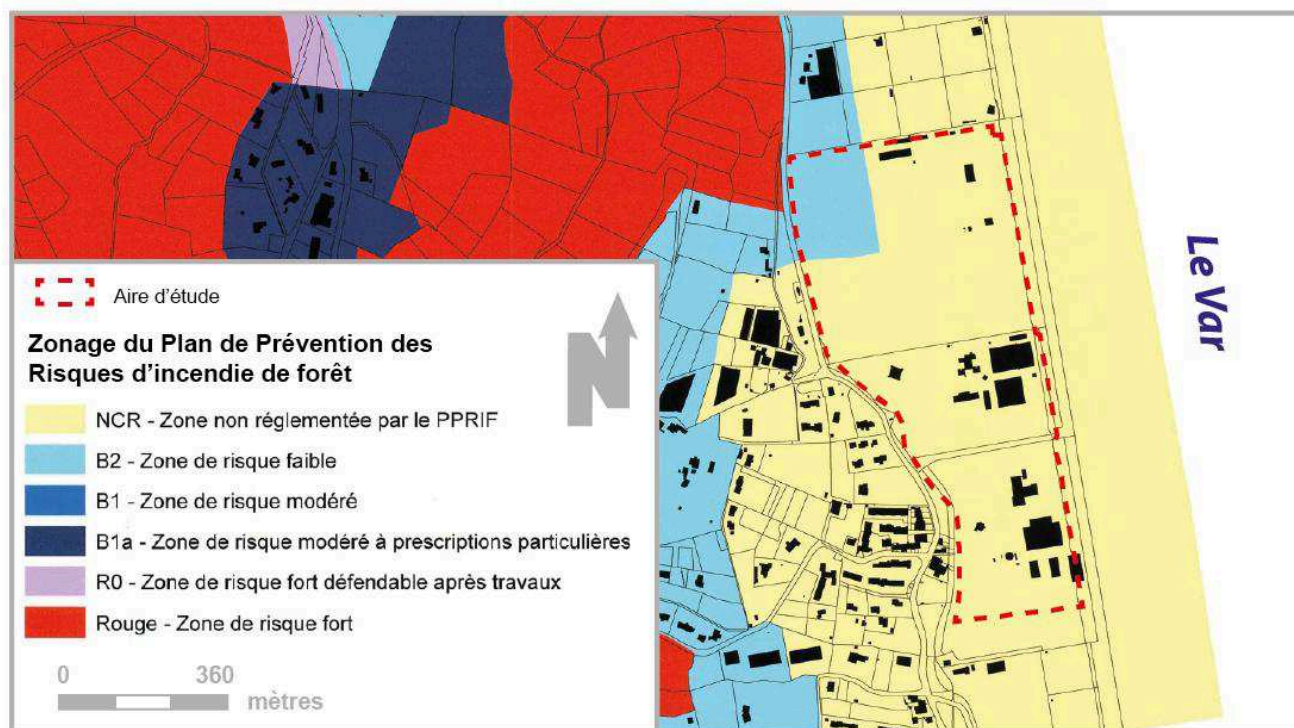 Le Var
Aire d'étude
Zonage du Plan de Prévention des
Risques d'incendie de forêt
N
NCR - Zone non réglementée par le PPRIF
B2 - Zone de risque faible
B1 - Zone de risque modéré
B1a - Zone de risque modéré à prescriptions particulières
R0 - Zone de risque fort défendable après travaux
Rouge - Zone de risque fort
0 360
mètres